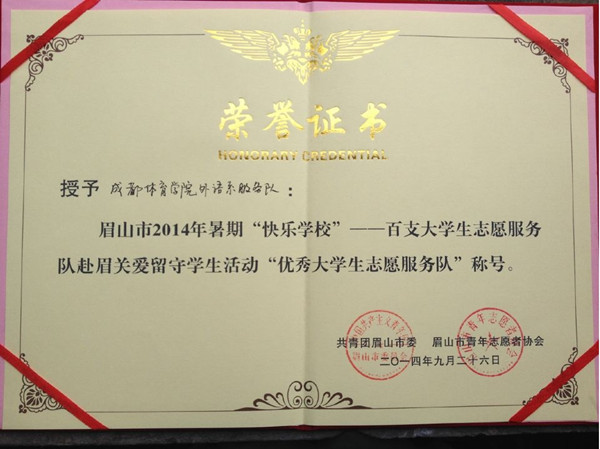 荣誉证书
HONORARY CREDENTIAL
授予 成都体育学院外语系服务队：
眉山市2014年暑期“快乐学校”——百支大学生志愿服务
队赴眉关爱留守学生活动“优秀大学生志愿服务队”称号。
共青团眉山市委 眉山市青年志愿者协会
二〇一四年九月二十六日